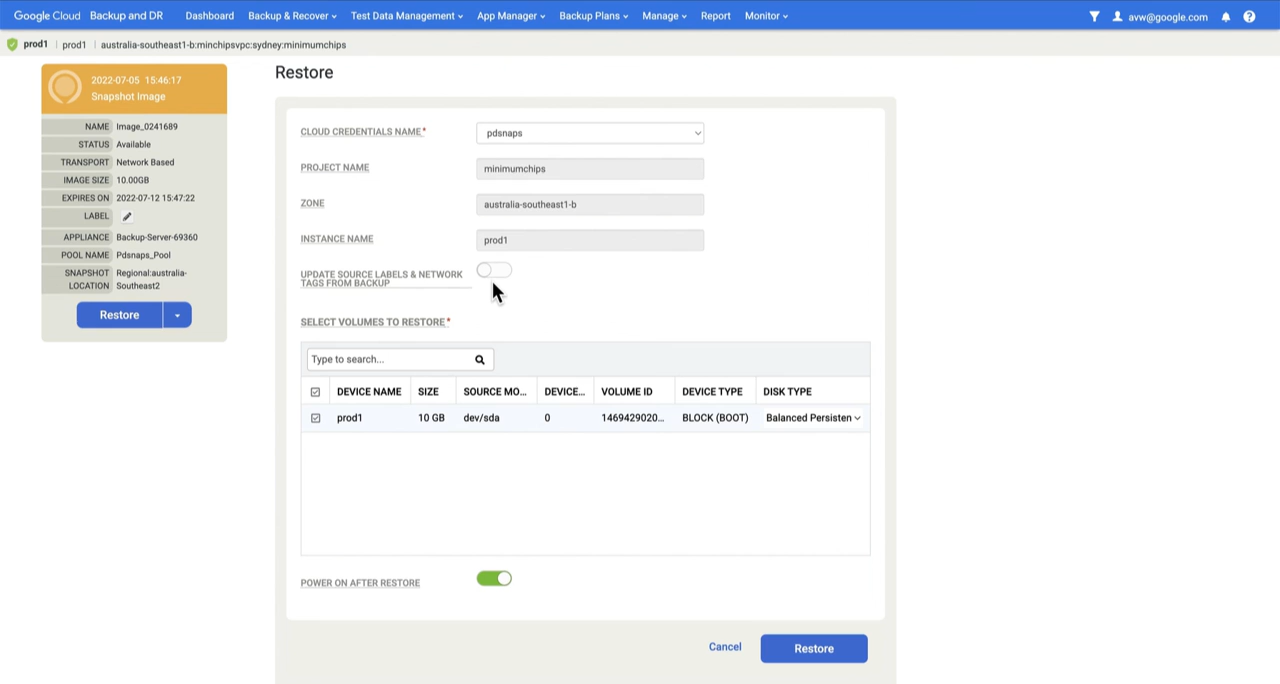 Google Cloud Backup and DR Dashboard Backup & Recover Test Data Management App Manager Backup Plans Manage Report Monitor avw@google.com
prod1 prod1 australia-southeast1-b:minchipsvpc:sydney:minimumchips
2022-07-05 15:46:17
Snapshot Image
NAME Image_0241689
STATUS Available
TRANSPORT Network Based
IMAGE SIZE 10.00GB
EXPIRES ON 2022-07-12 15:47:22
LABEL
APPLIANCE Backup-Server-69360
POOL NAME Pdsnaps_Pool
SNAPSHOT LOCATION Regional:australia-
Southeast2
Restore
Restore
CLOUD CREDENTIALS NAME* pdsnaps
PROJECT NAME minimumchips
ZONE australia-southeast1-b
INSTANCE NAME prod1
UPDATE SOURCE LABELS & NETWORK
TAGS FROM BACKUP
SELECT VOLUMES TO RESTORE*
Type to search...
DEVICE NAME SIZE SOURCE MO... DEVICE... VOLUME ID DEVICE TYPE DISK TYPE
prod1 10 GB dev/sda 0 1469429020... BLOCK (BOOT) Balanced Persisten
POWER ON AFTER RESTORE
Cancel Restore